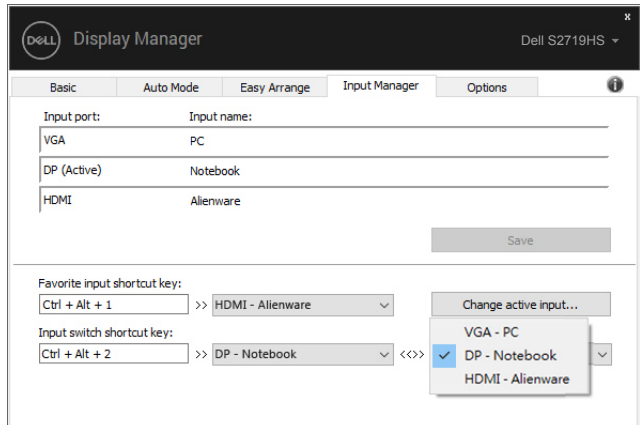 x
DELL Display Manager Dell S2719HS
Basic Auto Mode Easy Arrange Input Manager Options i
Input port: Input name:
VGA PC
DP (Active) Notebook
HDMI Alienware
Save
Favorite input shortcut key:
Ctrl + Alt + 1 >> HDMI - Alienware Change active input...
Input switch shortcut key:
Ctrl + Alt + 2 >> DP - Notebook <<>>
VGA - PC
DP - Notebook
HDMI - Alienware